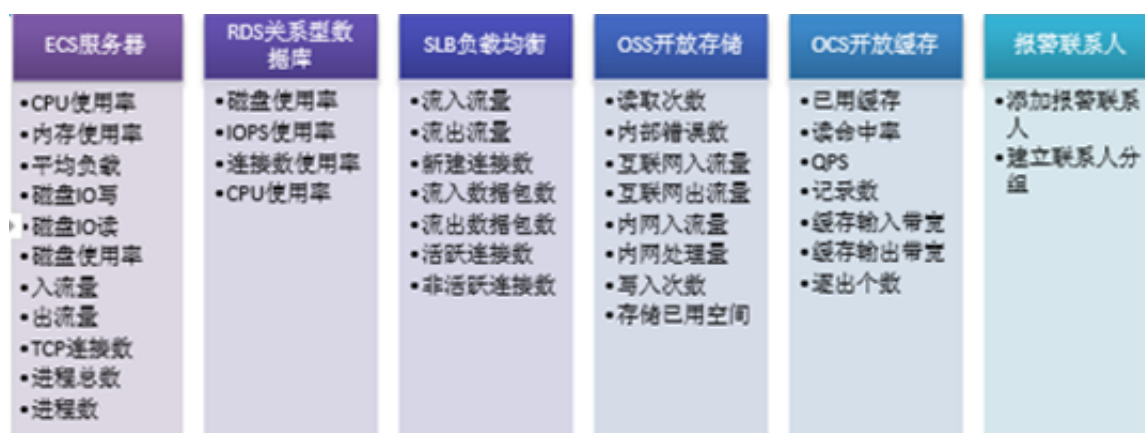 ECS服务器
•CPU使用率
•内存使用率
•平均负载
•磁盘IO写
•磁盘IO读
•磁盘使用率
•入流量
•出流量
•TCP连接数
•进程总数
•进程数
RDS关系型数
据库
•磁盘使用率
•IOPS使用率
•连接数使用率
•CPU使用率
SLB负载均衡
•流入流量
•流出流量
•新建连接数
•流入数据包数
•流出数据包数
•活跃连接数
•非活跃连接数
OSS开放存储
•读取次数
•内部错误数
•互联网入流量
•互联网出流量
•内网入流量
•内网处理量
•写入次数
•存储已用空间
OCS开放缓存
•已用缓存
•读命中率
•QPS
•记录数
•缓存输入带宽
•缓存输出带宽
•逐出个数
报警联系人
•添加报警联系
人
•建立联系人分
组